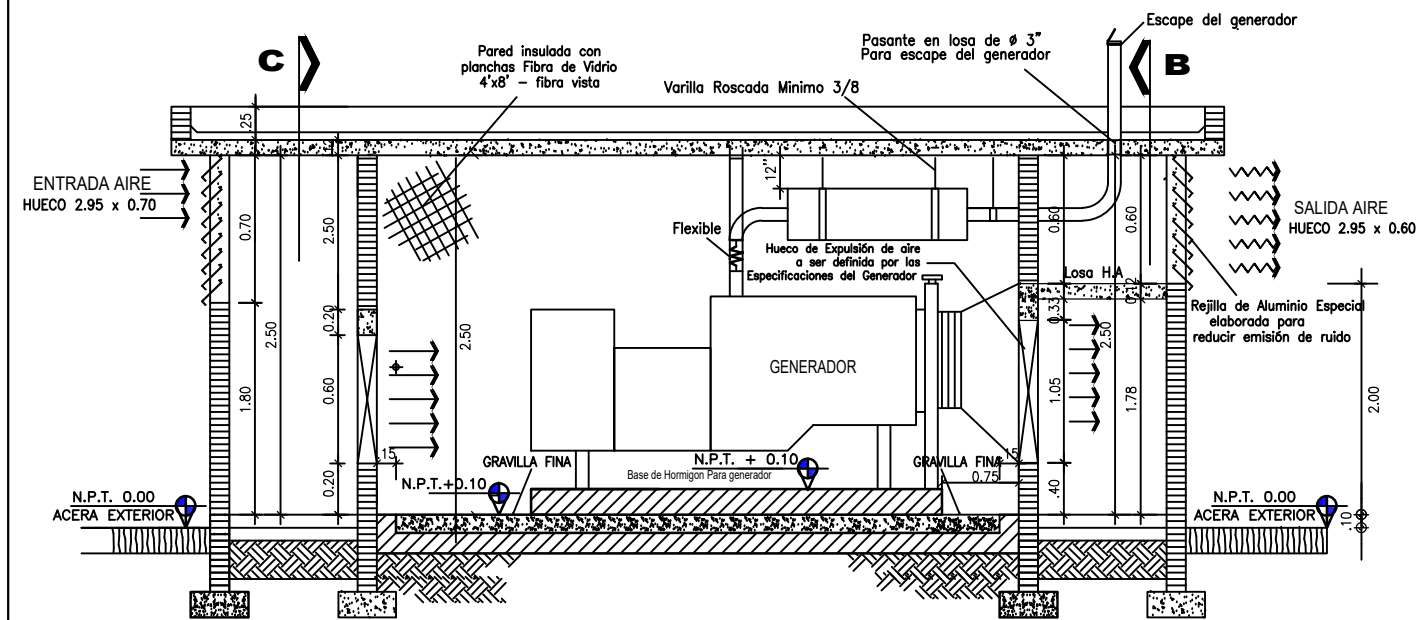 Escape del generador
Pasante en losa de ø 3"
Para escape del generador
C
B
Pared insulada con
planchas Fibra de Vidrio
4'x8' – fibra vista
Varilla Roscada Minimo 3/8
.25
ENTRADA AIRE
HUECO 2.95 x 0.70
12"
SALIDA AIRE
HUECO 2.95 x 0.60
0.70
2.50
0.60
0.60
Flexible
Hueco de Expulsión de aire
a ser definida por las
Especificaciones del Generador
Losa H.A
0.12
0.33
0.20
2.50
2.50
2.50
Rejilla de Aluminio Especial
elaborada para
reducir emisión de ruido
GENERADOR
1.80
0.60
1.05
1.78
2.00
.15
GRAVILLA FINA
N.P.T. + 0.10
Base de Hormigon Para generador
GRAVILLA FINA
.15
0.75
0.20
.40
N.P.T.+0.10
N.P.T. 0.00
ACERA EXTERIOR
N.P.T. 0.00
ACERA EXTERIOR
.10